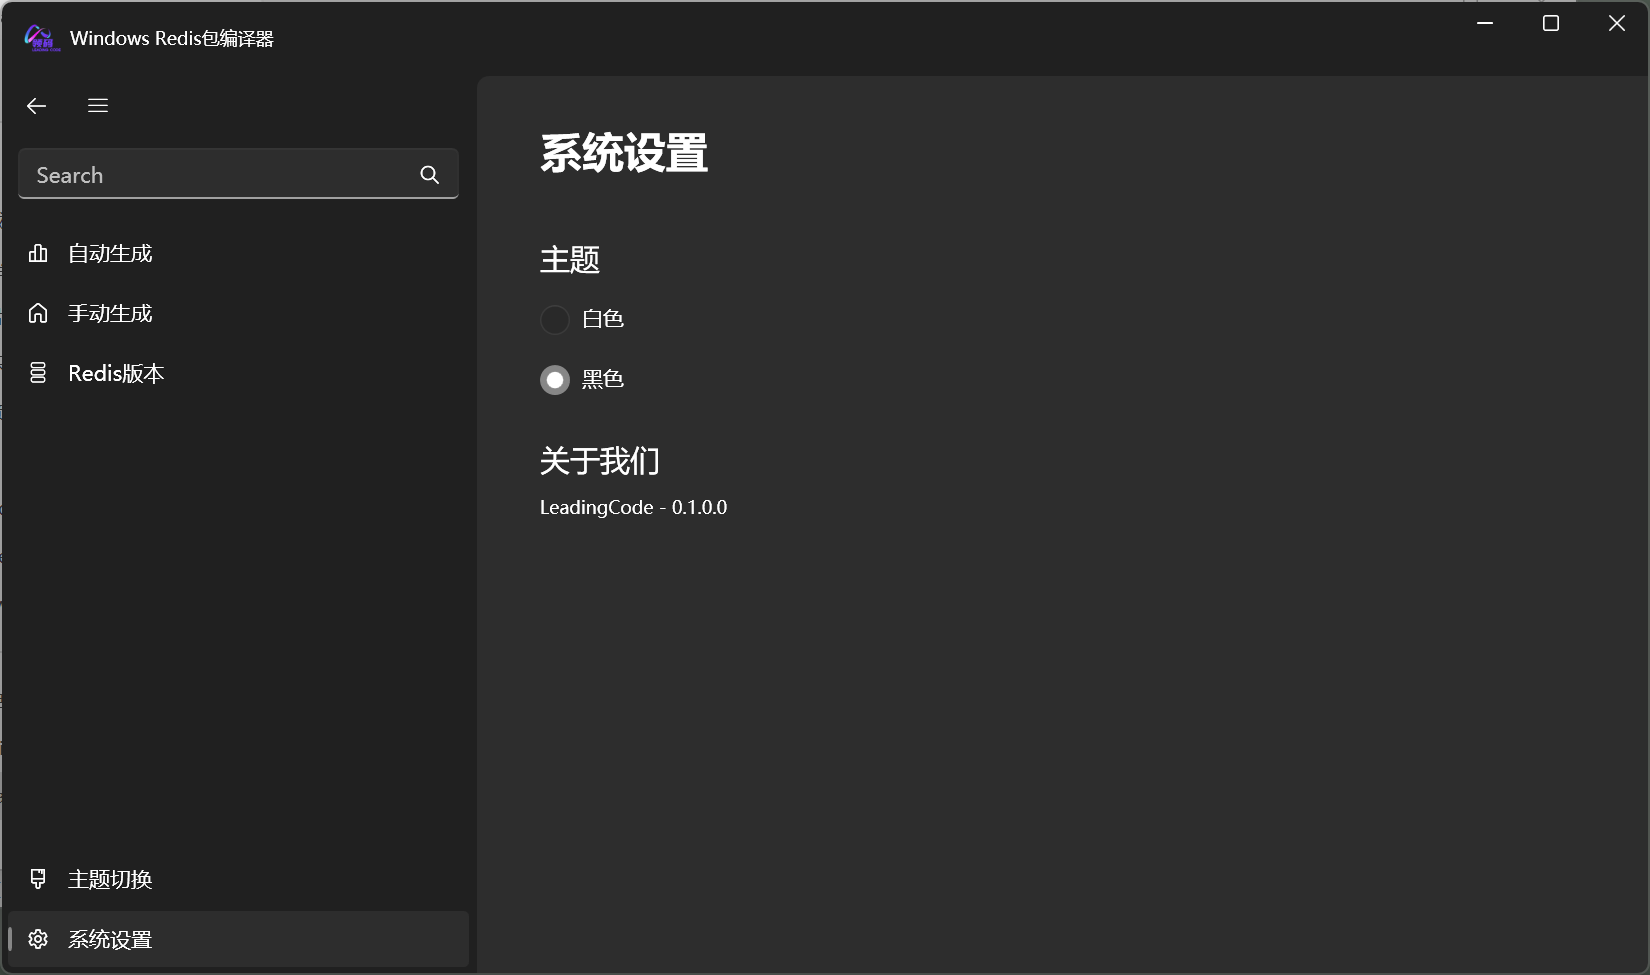 Windows Redis包编译器
Search
自动生成
手动生成
Redis版本
主题切换
系统设置
系统设置
主题
白色
黑色
关于我们
LeadingCode - 0.1.0.0